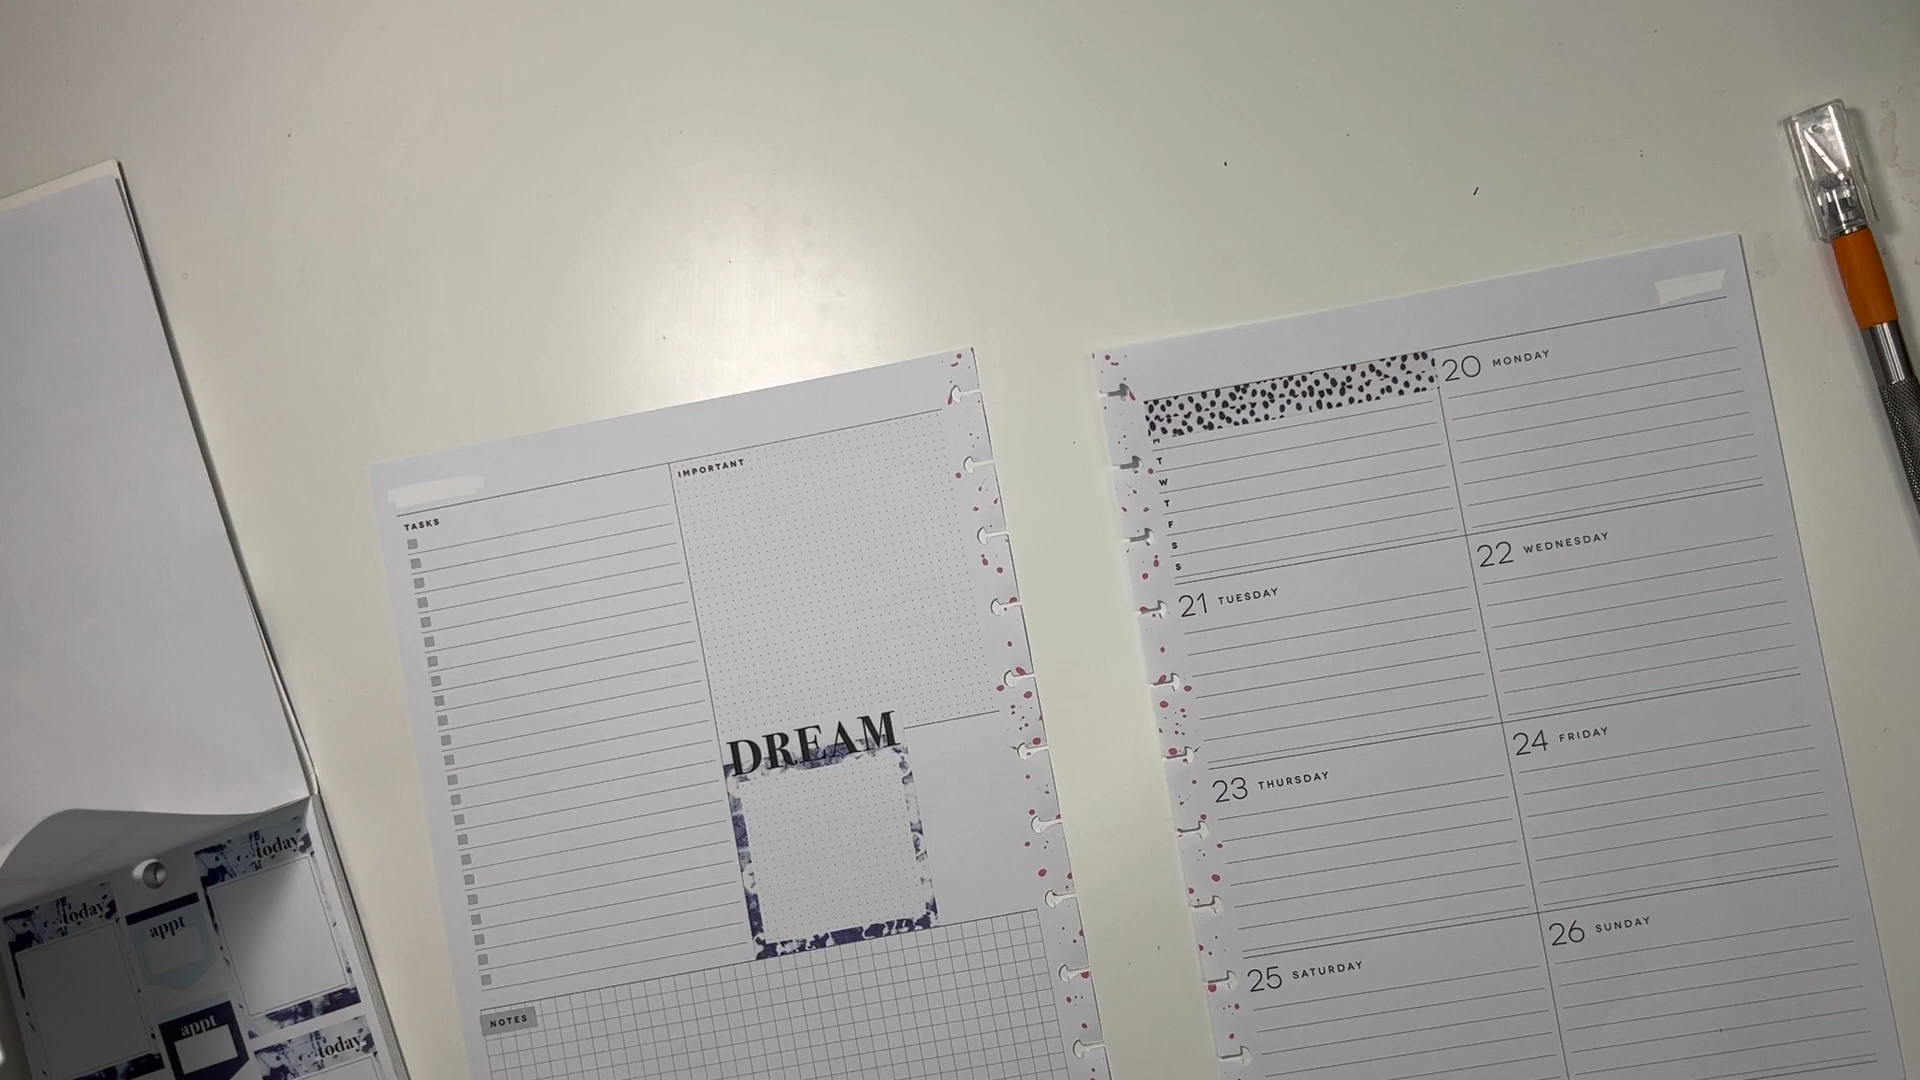 TASKS
IMPORTANT
DREAM
NOTES
today
appt
today
appt
today
20 MONDAY
M
T
W
T
F
S
S
21 TUESDAY
22 WEDNESDAY
23 THURSDAY
24 FRIDAY
25 SATURDAY
26 SUNDAY